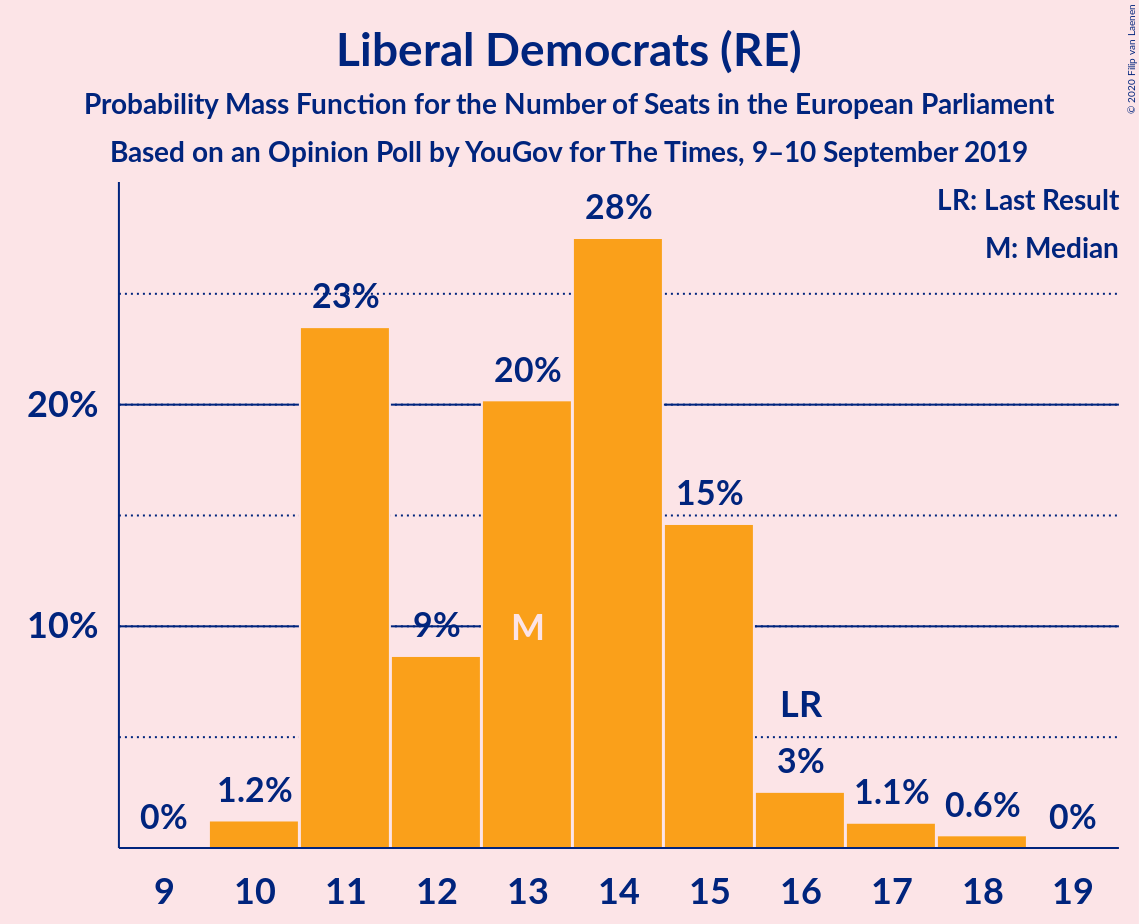 Liberal Democrats (RE)
Probability Mass Function for the Number of Seats in the European Parliament
Based on an Opinion Poll by YouGov for The Times, 9–10 September 2019
© 2020 Filip van Laenen
LR: Last Result
M: Median
28%
23%
20%
20%
15%
10%
9%
M
LR
3%
1.2%
1.1%
0.6%
0%
0%
9 10 11 12 13 14 15 16 17 18 19